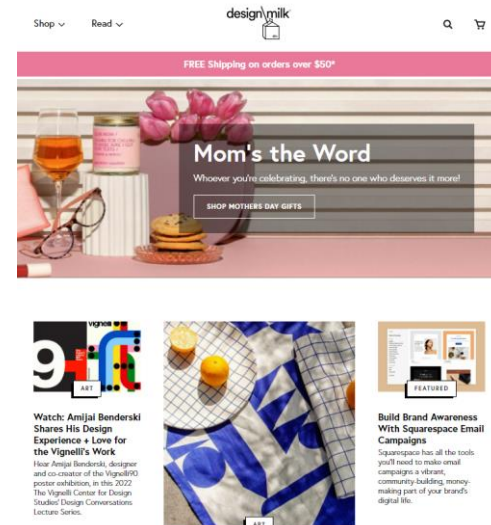 Shop
Read
design\milk
FREE Shipping on orders over $50*
Mom's the Word
Whoever you're celebrating, there's no one who deserves it more!
SHOP MOTHERS DAY GIFTS
vignelli
9
ART
Watch: Amijai Benderski
Shares His Design
Experience + Love for
the Vignelli's Work
Hear Amijai Benderski, designer
and co-creator of the Vignelli90
poster exhibition, in this 2022
The Vignelli Center for Design
Studies' Design Conversations
Lecture Series.
ART
FEATURED
Build Brand Awareness
With Squarespace Email
Campaigns
Squarespace has all the tools
you'll need to make email
campaigns a vibrant,
community-building, money-
making part of your brand's
digital life.